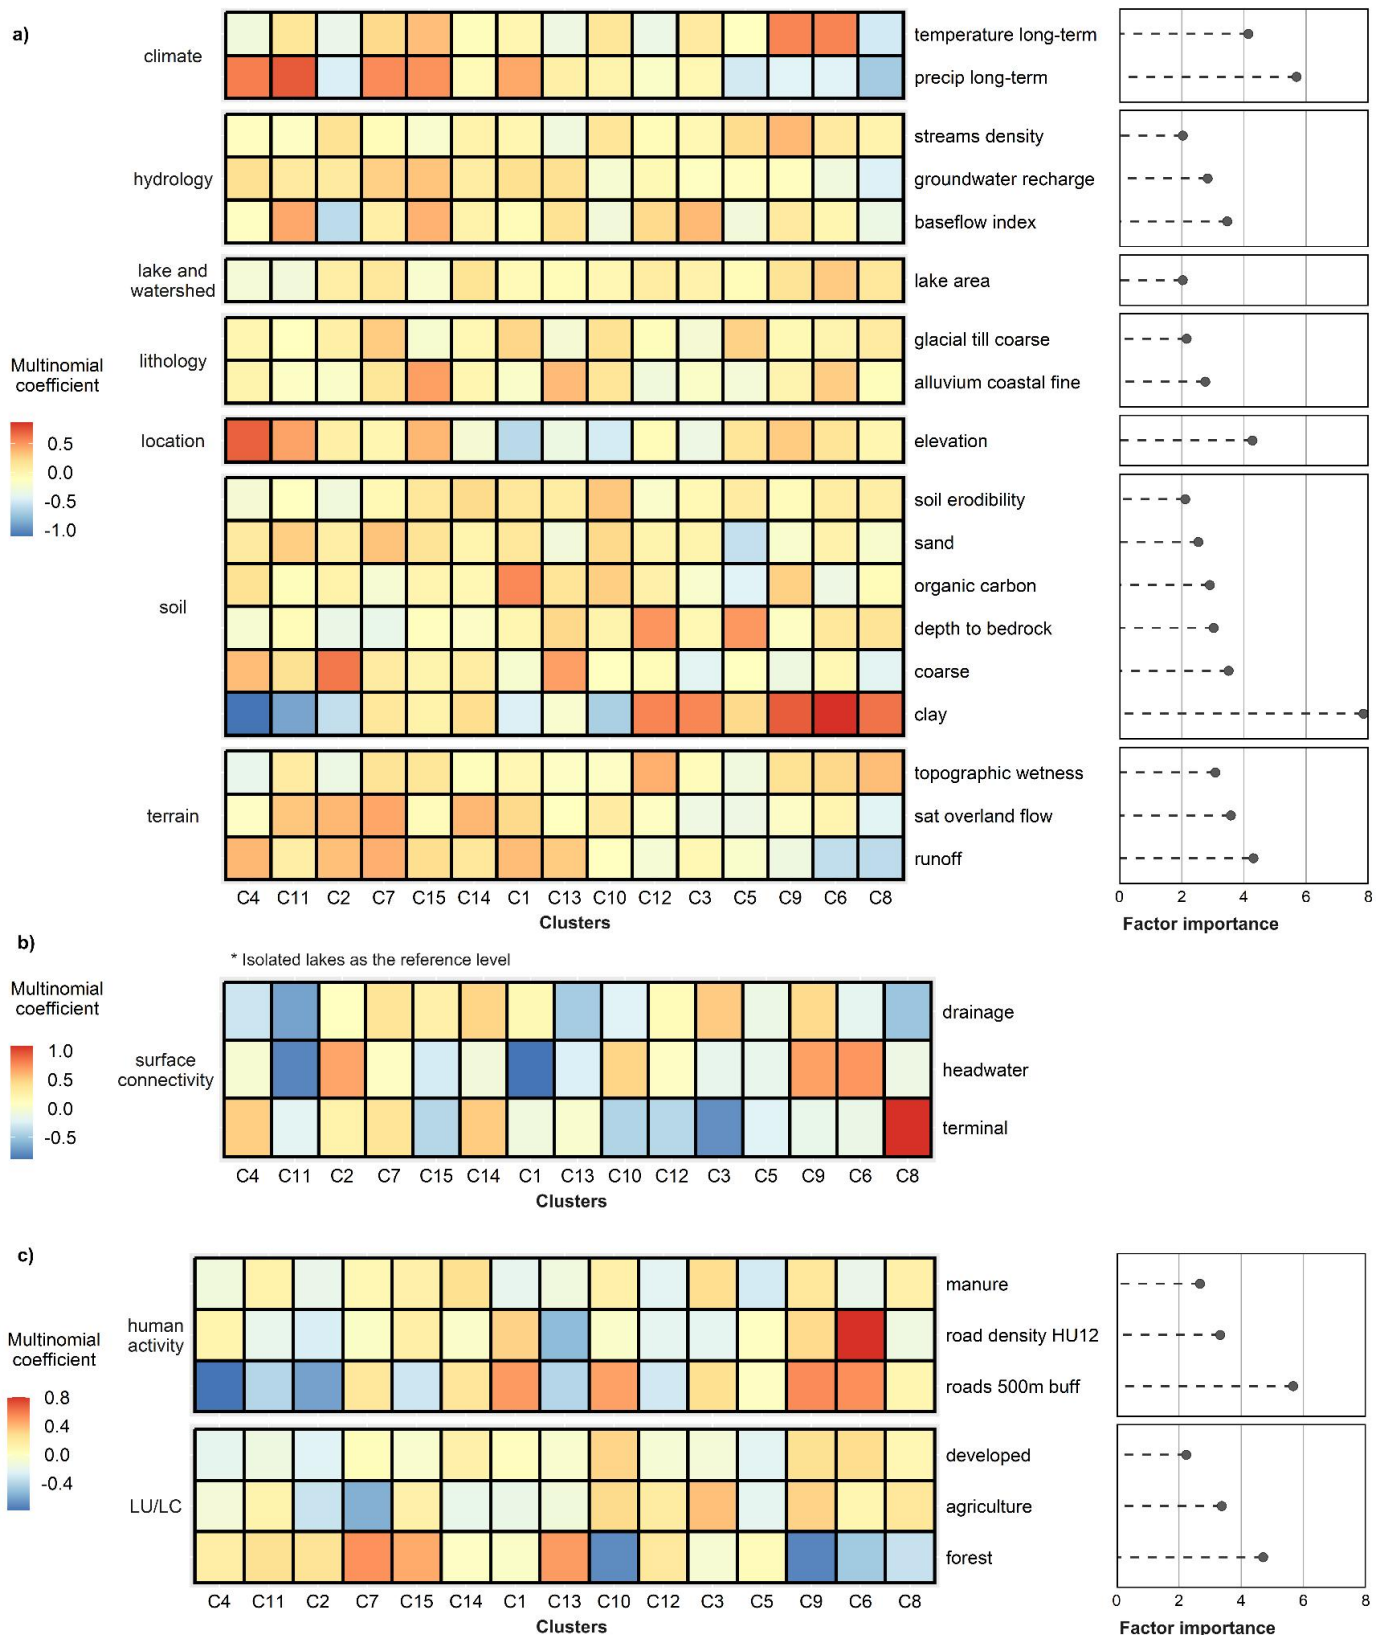 a)
climate
temperature long-term
precip long-term
hydrology
streams density
groundwater recharge
baseflow index
lake and
watershed
lake area
lithology
glacial till coarse
alluvium coastal fine
Multinomial
coefficient
0.5
0.0
-0.5
-1.0
location
elevation
soil
soil erodibility
sand
organic carbon
depth to bedrock
coarse
clay
terrain
topographic wetness
sat overland flow
runoff
C4 C11 C2 C7 C15 C14 C1 C13 C10 C12 C3 C5 C9 C6 C8
Clusters
0 2 4 6 8
Factor importance
b)
* Isolated lakes as the reference level
Multinomial
coefficient
1.0
0.5
0.0
-0.5
surface
connectivity
drainage
headwater
terminal
C4 C11 C2 C7 C15 C14 C1 C13 C10 C12 C3 C5 C9 C6 C8
Clusters
c)
human
activity
manure
road density HU12
roads 500m buff
Multinomial
coefficient
0.8
0.4
0.0
-0.4
LU/LC
developed
agriculture
forest
C4 C11 C2 C7 C15 C14 C1 C13 C10 C12 C3 C5 C9 C6 C8
Clusters
0 2 4 6 8
Factor importance